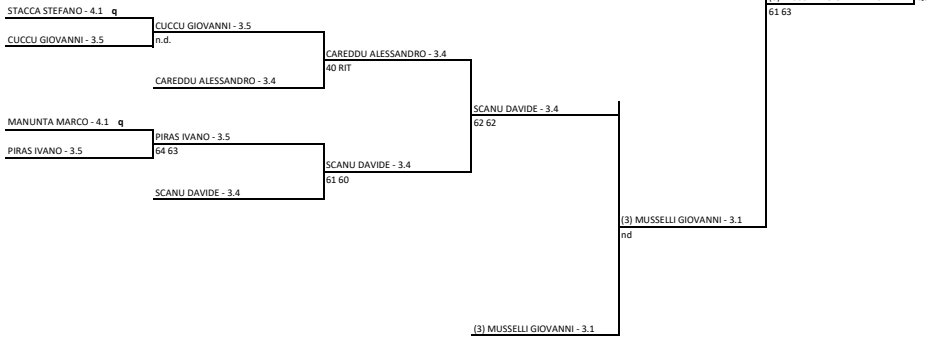 STACCA STEFANO - 4.1 q
CUCCU GIOVANNI - 3.5
CUCCU GIOVANNI - 3.5
n.d.
CAREDDU ALESSANDRO - 3.4
CAREDDU ALESSANDRO - 3.4
40 RIT
MANUNTA MARCO - 4.1 q
PIRAS IVANO - 3.5
PIRAS IVANO - 3.5
64 63
SCANU DAVIDE - 3.4
SCANU DAVIDE - 3.4
61 60
SCANU DAVIDE - 3.4
62 62
(3) MUSSELLI GIOVANNI - 3.1
(3) MUSSELLI GIOVANNI - 3.1
nd
61 63